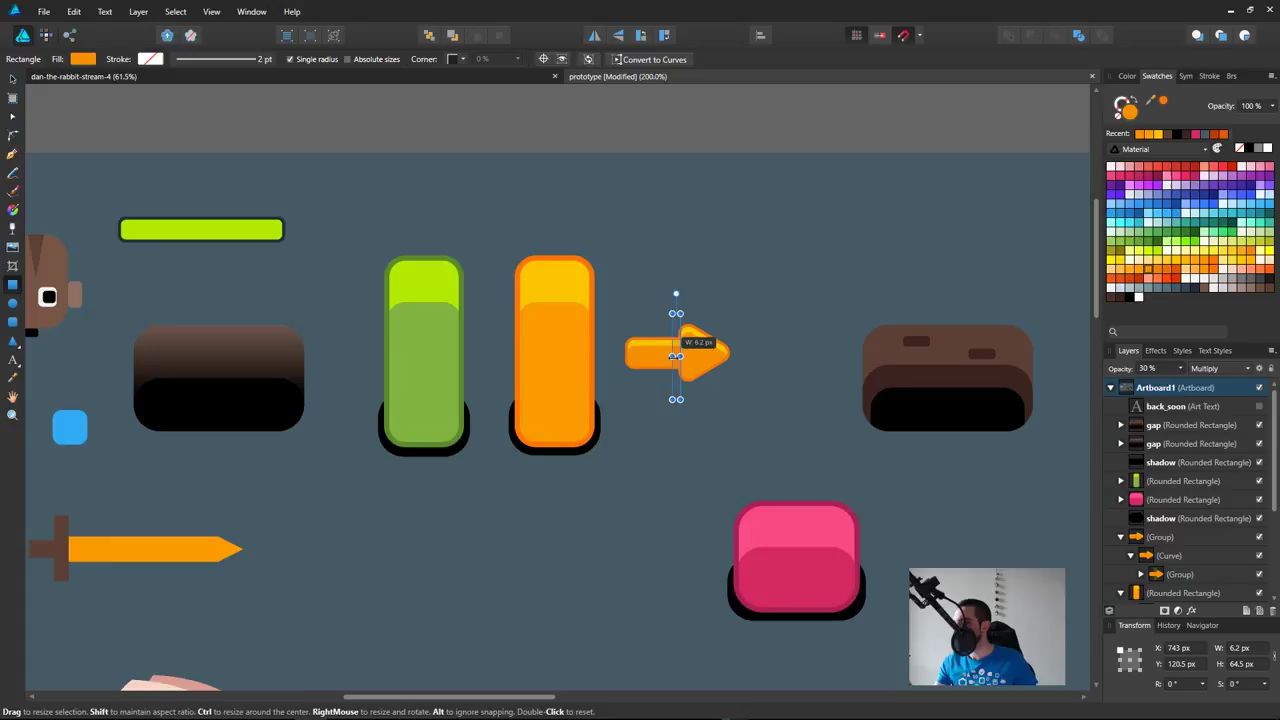 File Edit Text Layer Select View Window Help
Rectangle Fill: Stroke: 2 pt Single radius Absolute sizes Corner: 0 % Convert to Curves
dan-the-rabbit-stream-4 (61.5%) × prototype [Modified] (200.0%) ×
Color Swatches Sym Stroke Brs
Opacity: 100 %
Recent:
Material
W: 6.2 px
Layers Effects Styles Text Styles
Opacity: 30 % Multiply
Artboard1 (Artboard)
A back_soon (Art Text)
gap (Rounded Rectangle)
gap (Rounded Rectangle)
shadow (Rounded Rectangle)
(Rounded Rectangle)
(Rounded Rectangle)
shadow (Rounded Rectangle)
(Group)
(Curve)
(Group)
(Rounded Rectangle)
fx
Transform History Navigator
X: 743 px W: 6.2 px
Y: 120.5 px H: 64.5 px
R: 0 ° S: 0 °
Drag to resize selection. Shift to maintain aspect ratio. Ctrl to resize around the center. RightMouse to resize and rotate. Alt to ignore snapping. Double-Click to reset.